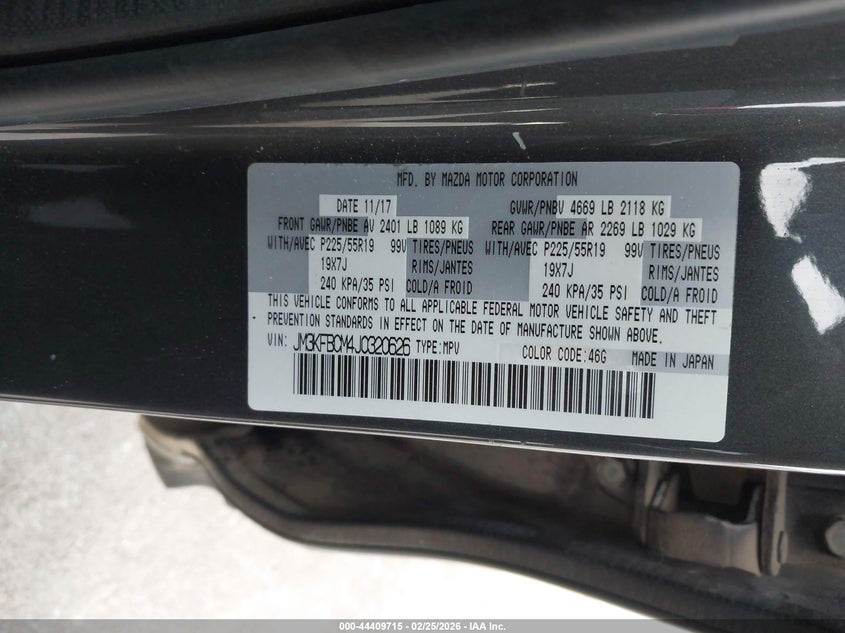 MFD. BY MAZDA MOTOR CORPORATION
DATE 11/17 GVWR/PNBV 4669 LB 2118 KG
FRONT GAWR/PNBE AV 2401 LB 1089 KG REAR GAWR/PNBE AR 2269 LB 1029 KG
WITH/AVEC P225/55R19 99V TIRES/PNEUS WITH/AVEC P225/55R19 99V TIRES/PNEUS
19X7J RIMS/JANTES 19X7J RIMS/JANTES
240 KPA/35 PSI COLD/A FROID 240 KPA/35 PSI COLD/A FROID
THIS VEHICLE CONFORMS TO ALL APPLICABLE FEDERAL MOTOR VEHICLE SAFETY AND THEFT
PREVENTION STANDARDS IN EFFECT ON THE DATE OF MANUFACTURE SHOWN ABOVE.
VIN: JM3KFBCM4J0320626 TYPE:MPV COLOR CODE:46G MADE IN JAPAN
000-44409715 - 02/25/2026 - IAA Inc.